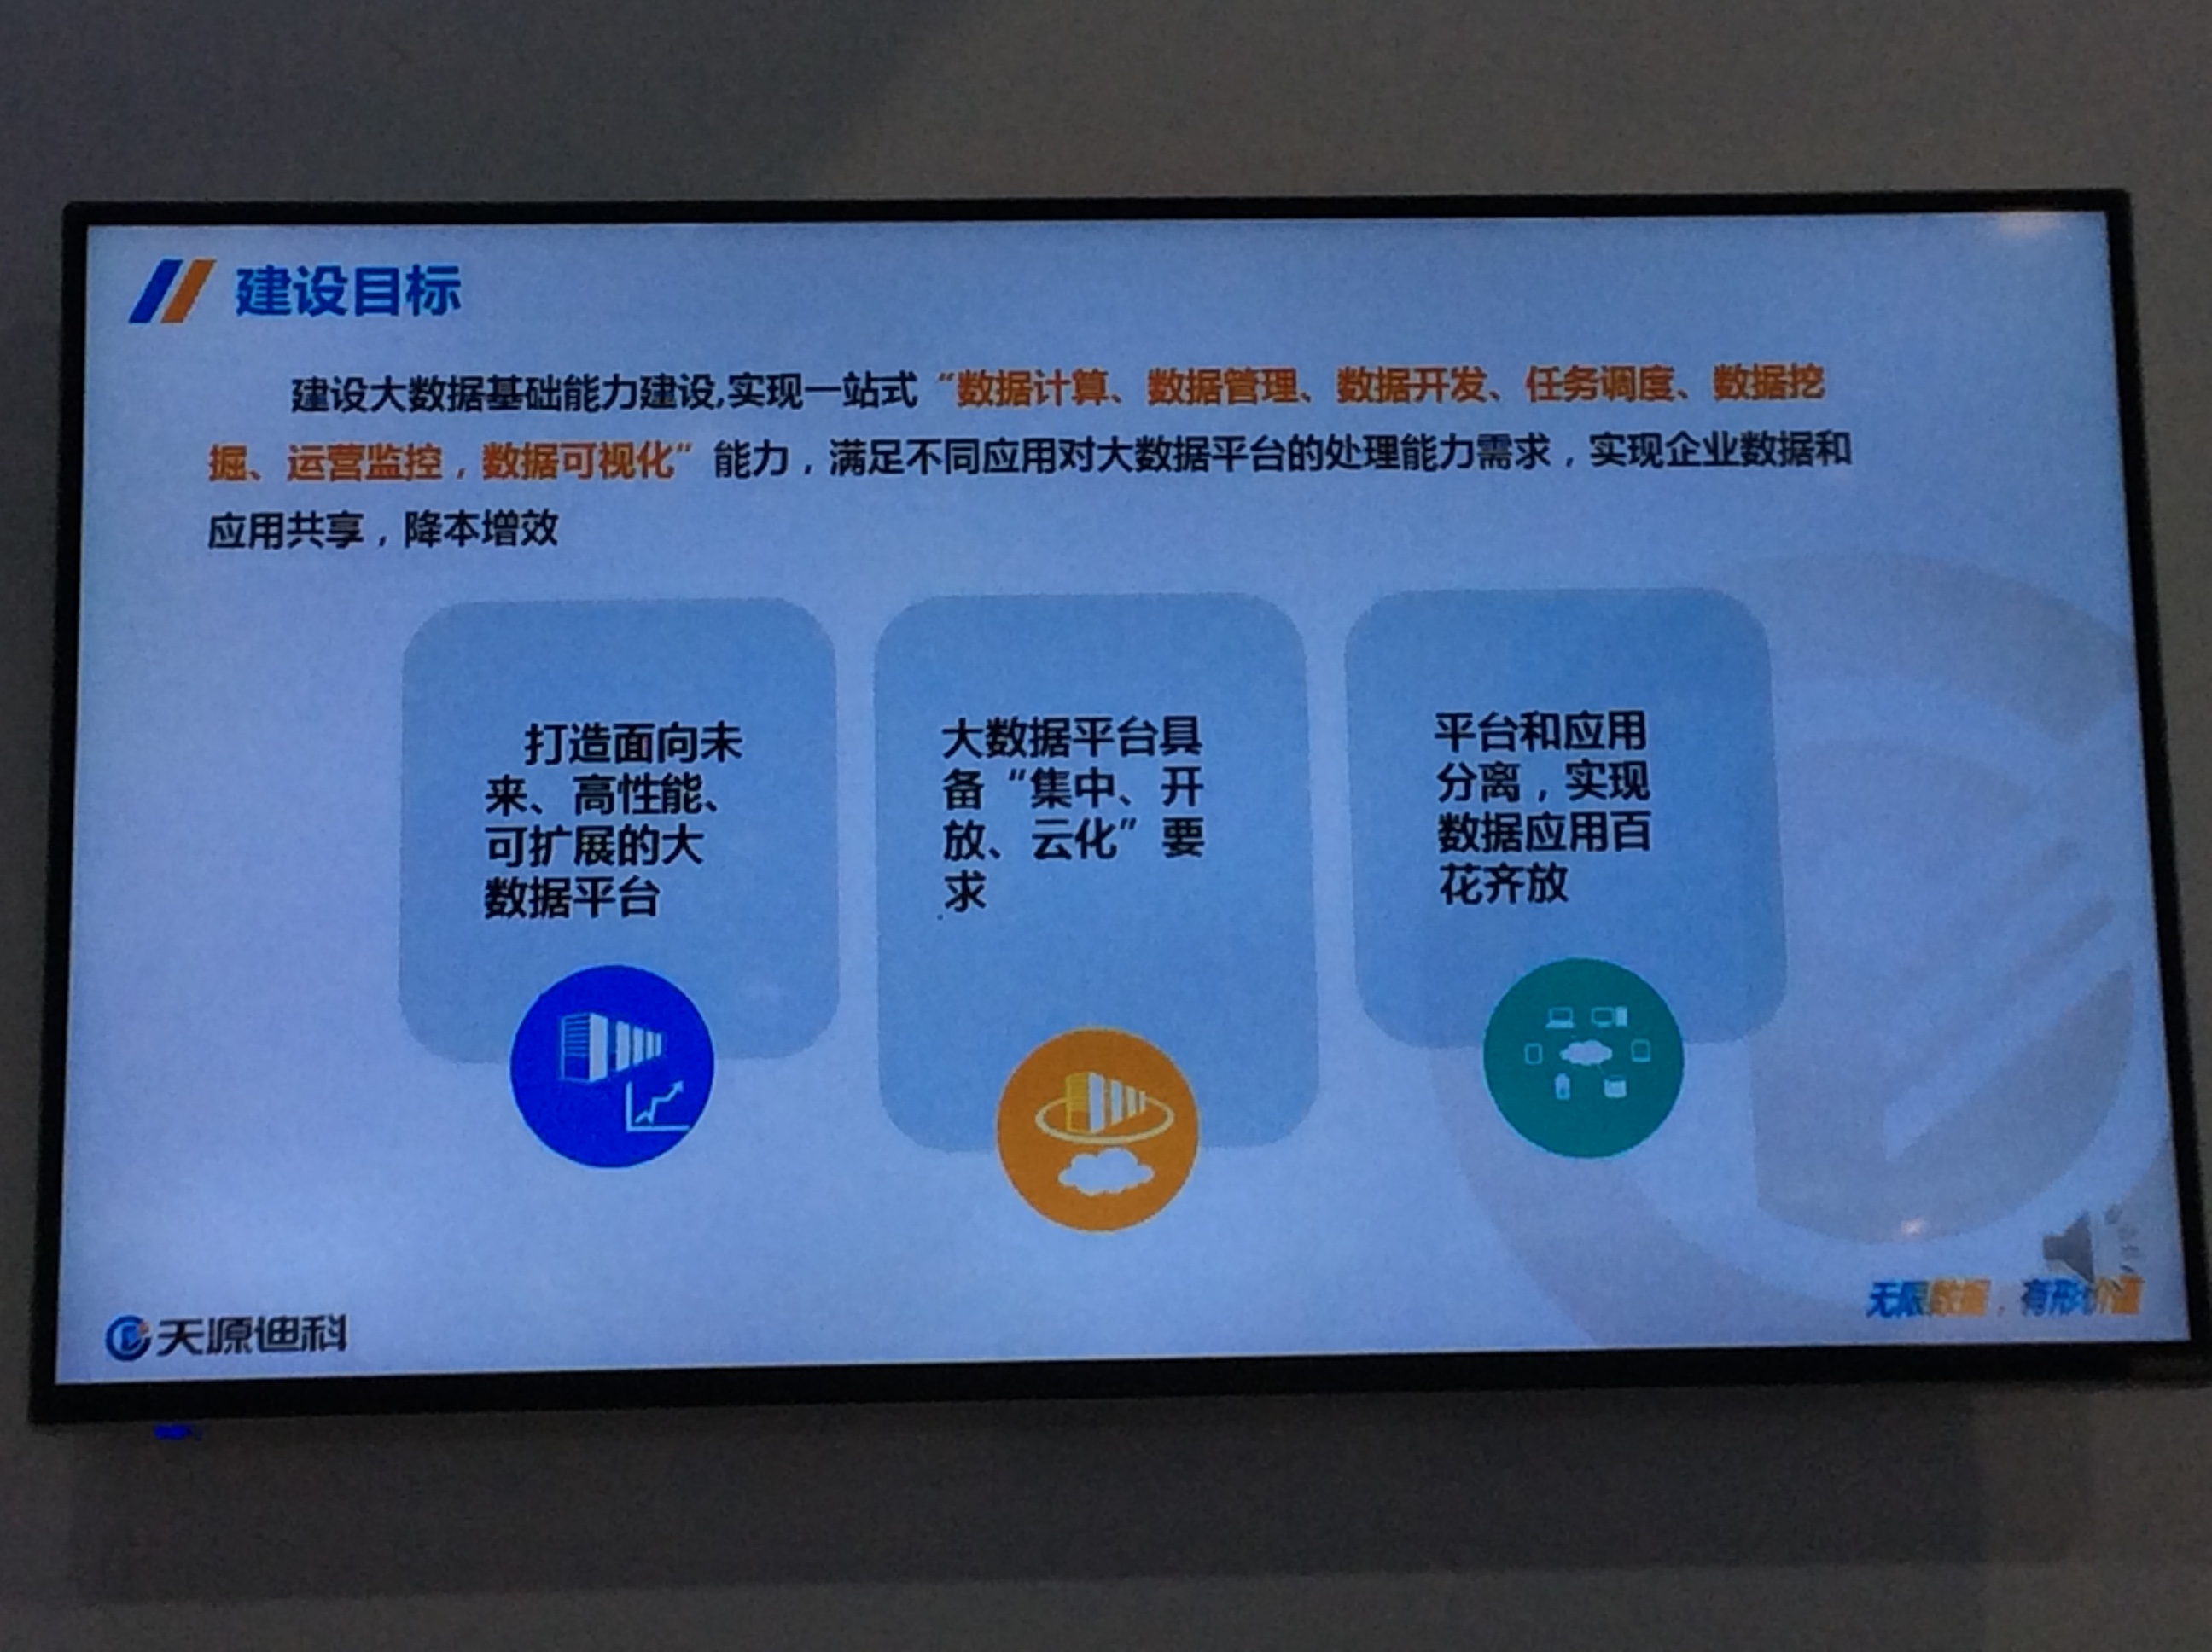 建设目标
建设大数据基础能力建设,实现一站式“数据计算、数据管理、数据开发、任务调度、数据挖
掘、运营监控，数据可视化”能力，满足不同应用对大数据平台的处理能力需求，实现企业数据和
应用共享，降本增效
打造面向未
来、高性能、
可扩展的大
数据平台
大数据平台具
备“集中、开
放、云化”要
求
平台和应用
分离，实现
数据应用百
花齐放
天源迪科
无限数据，有形价值